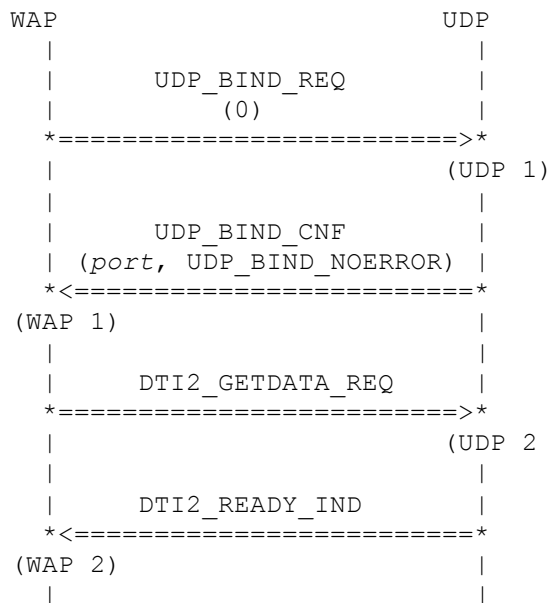 WAP UDP
UDP_BIND_REQ
(0)
(UDP 1)
UDP_BIND_CNF
(port, UDP_BIND_NOERROR)
(WAP 1)
DTI2_GETDATA_REQ
(UDP 2
DTI2_READY_IND
(WAP 2)